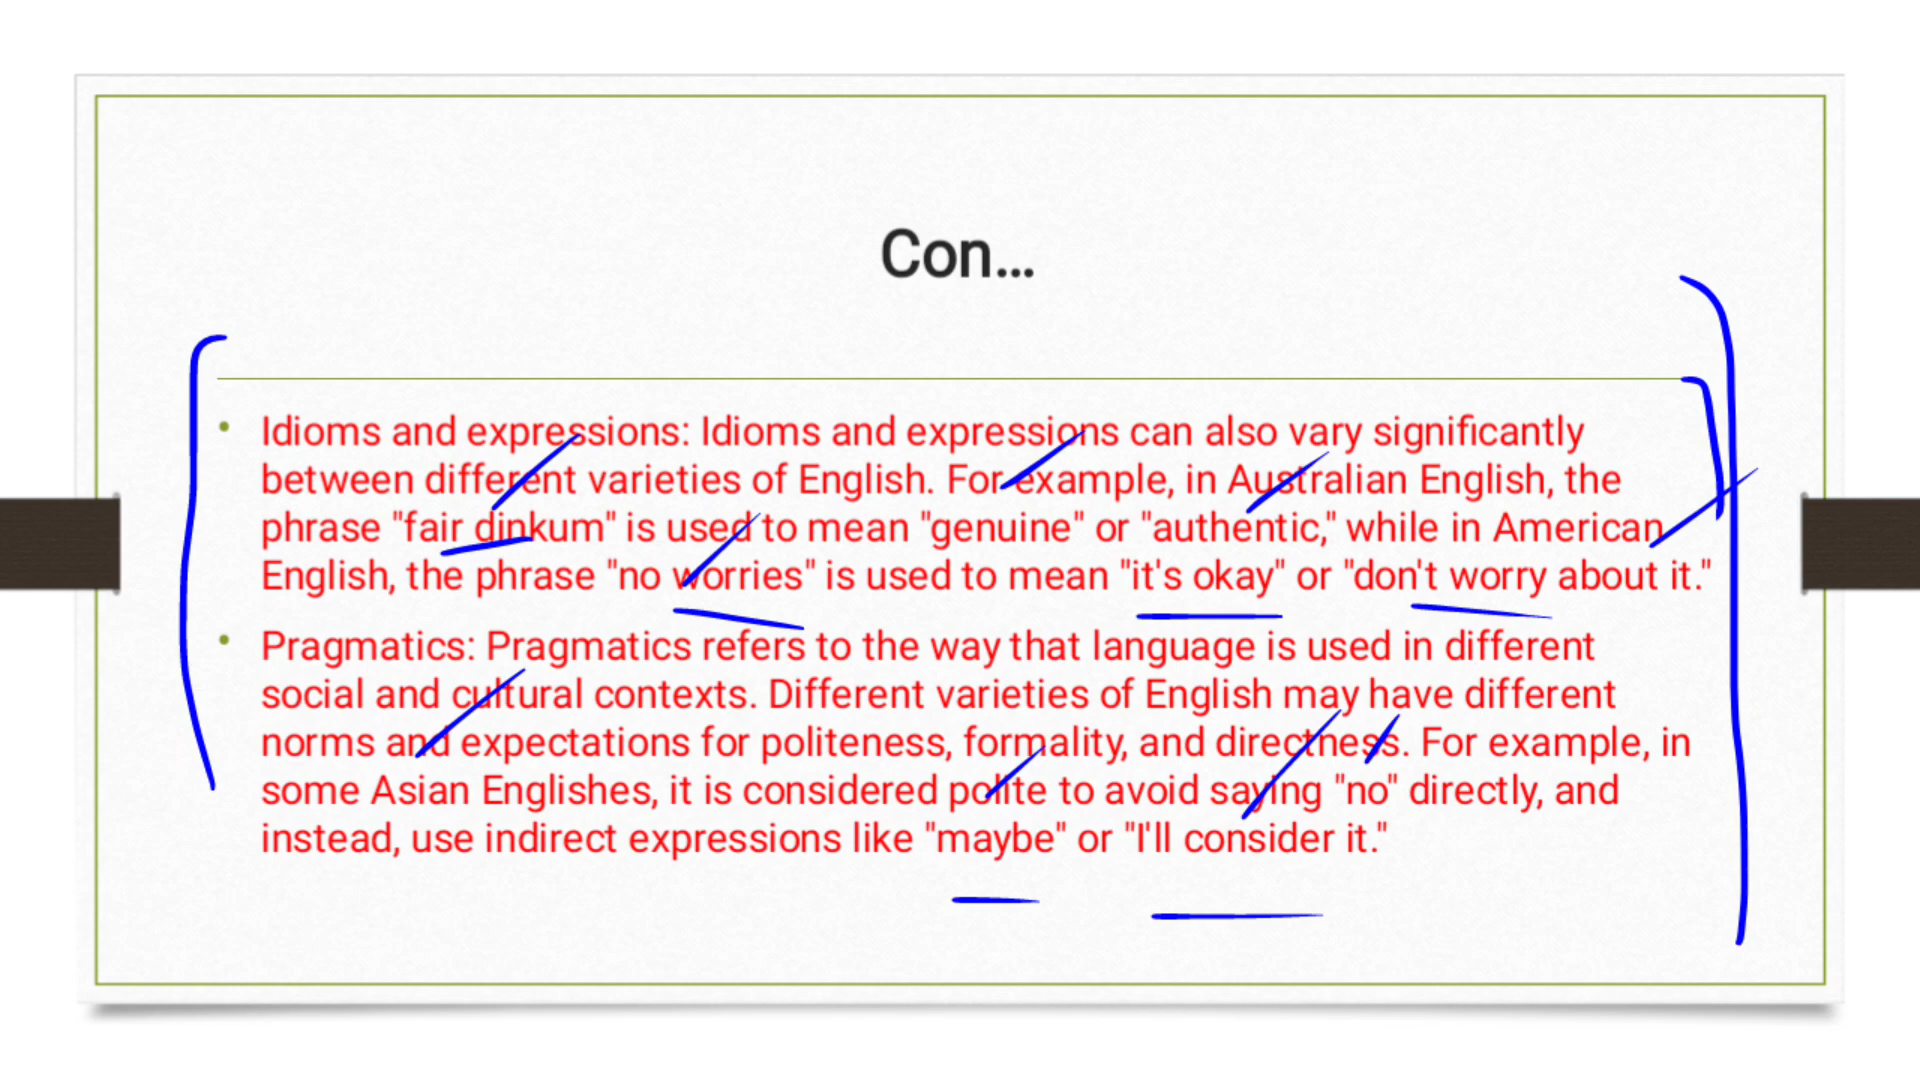 Con...
• Idioms and expressions: Idioms and expressions can also vary significantly
between different varieties of English. For example, in Australian English, the
phrase "fair dinkum" is used to mean "genuine" or "authentic," while in American
English, the phrase "no worries" is used to mean "it's okay" or "don't worry about it."
• Pragmatics: Pragmatics refers to the way that language is used in different
social and cultural contexts. Different varieties of English may have different
norms and expectations for politeness, formality, and directness. For example, in
some Asian Englishes, it is considered polite to avoid saying "no" directly, and
instead, use indirect expressions like "maybe" or "I'll consider it."